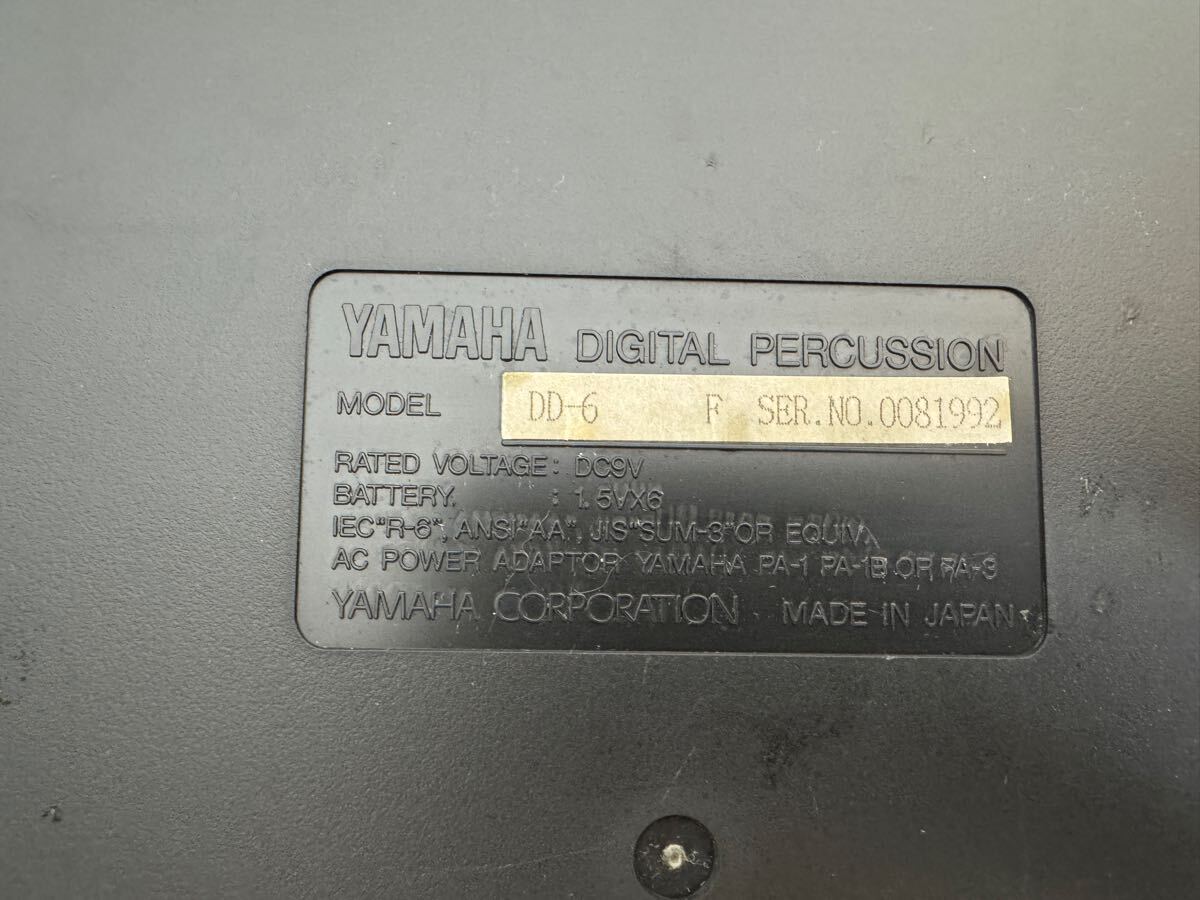 YAMAHA DIGITAL PERCUSSION
MODEL DD-6 F SER.NO.0081992
RATED VOLTAGE: DC9V
BATTERY. : 1.5VX6
IEC"R-6", ANSI"AA", JIS"SUM-3"OR EQUIV.
AC POWER ADAPTOR YAMAHA PA-1 PA-1B OR PA-3
YAMAHA CORPORATION MADE IN JAPAN